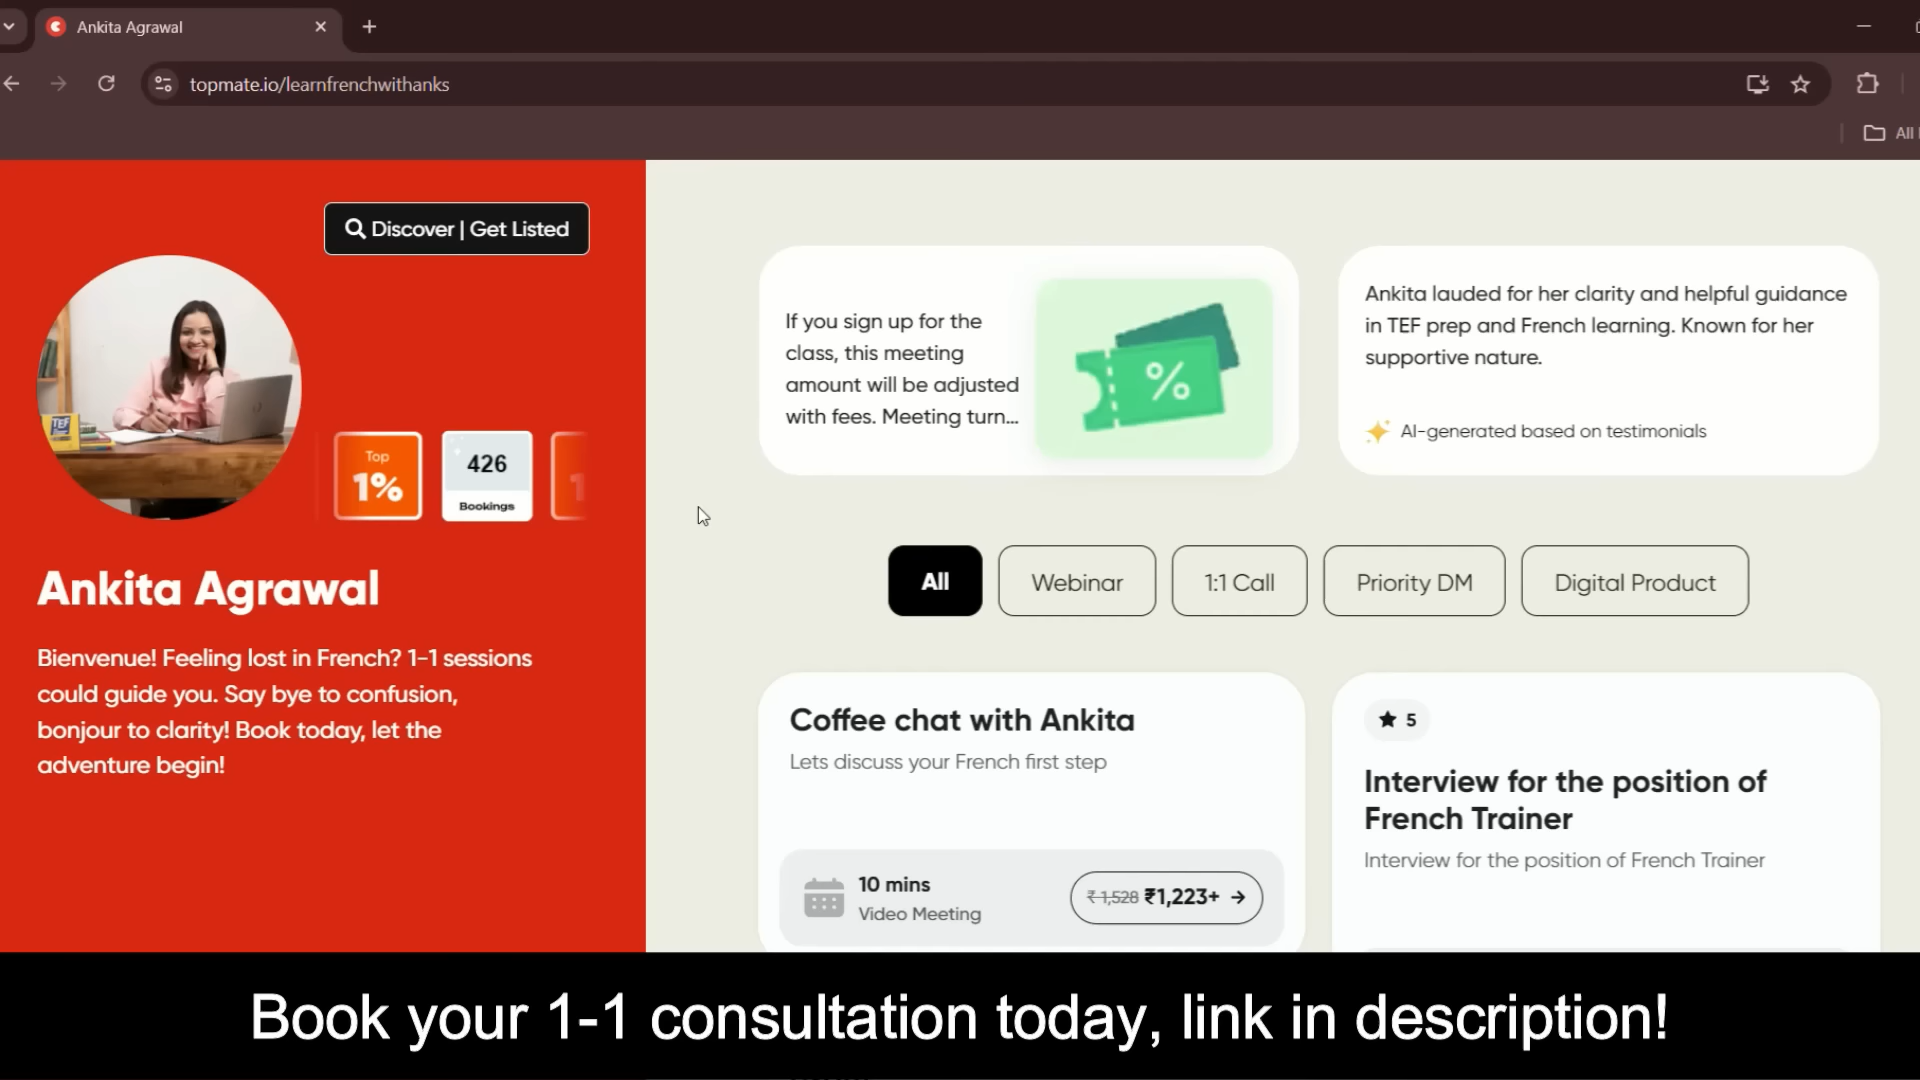 Ankita Agrawal
topmate.io/learnfrenchwithanks
All
Discover | Get Listed
TEF
Top
1%
426
Bookings
1
Ankita Agrawal
Bienvenue! Feeling lost in French? 1-1 sessions
could guide you. Say bye to confusion,
bonjour to clarity! Book today, let the
adventure begin!
If you sign up for the
class, this meeting
amount will be adjusted
with fees. Meeting turn...
%
Ankita lauded for her clarity and helpful guidance
in TEF prep and French learning. Known for her
supportive nature.
AI-generated based on testimonials
All
Webinar
1:1 Call
Priority DM
Digital Product
Coffee chat with Ankita
Lets discuss your French first step
10 mins
Video Meeting
₹1,528 ₹1,223+ →
★ 5
Interview for the position of
French Trainer
Interview for the position of French Trainer
Book your 1-1 consultation today, link in description!